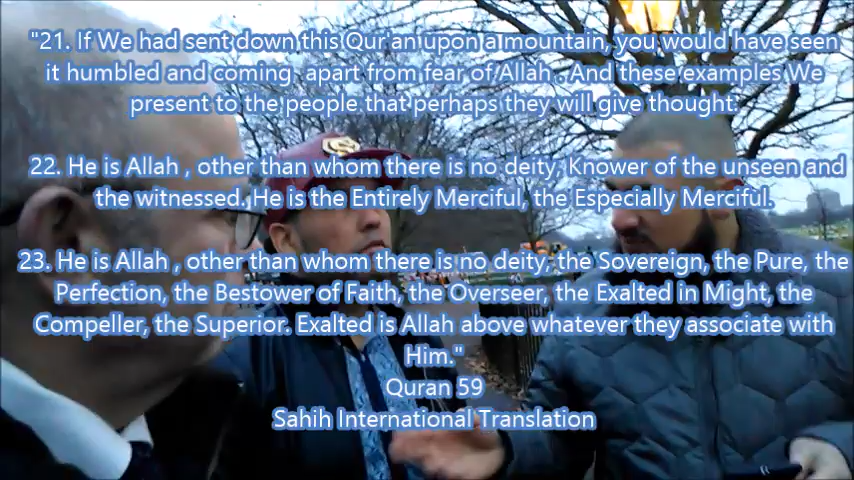 "21. If We had sent down this Qur'an upon a mountain, you would have seen
it humbled and coming apart from fear of Allah . And these examples We
present to the people that perhaps they will give thought.
22. He is Allah , other than whom there is no deity, Knower of the unseen and
the witnessed. He is the Entirely Merciful, the Especially Merciful.
23. He is Allah , other than whom there is no deity, the Sovereign, the Pure, the
Perfection, the Bestower of Faith, the Overseer, the Exalted in Might, the
Compeller, the Superior. Exalted is Allah above whatever they associate with
Him."
Quran 59
Sahih International Translation